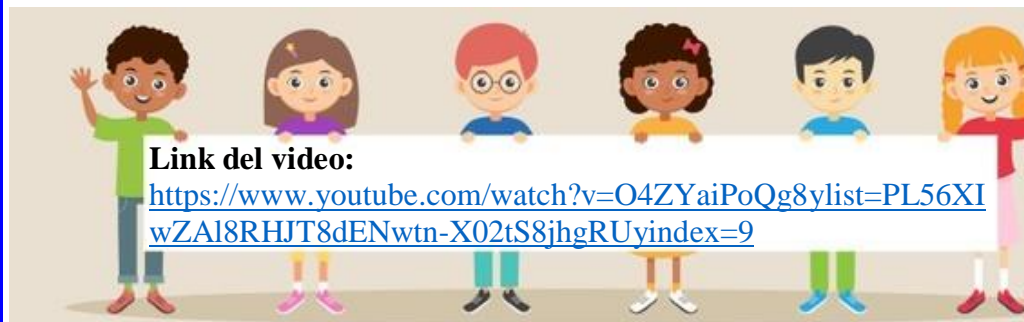 Link del video:
https://www.youtube.com/watch?v=O4ZYaiPoQg8ylist=PL56XI
wZAl8RHJT8dENwtn-X02tS8jhgRUyindex=9